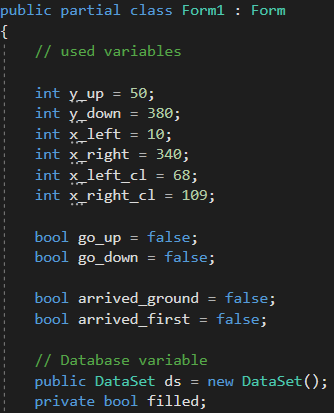 public partial class Form1 : Form
{
// used variables
int y_up = 50;
int y_down = 380;
int x_left = 10;
int x_right = 340;
int x_left_cl = 68;
int x_right_cl = 109;
bool go_up = false;
bool go_down = false;
bool arrived_ground = false;
bool arrived_first = false;
// Database variable
public DataSet ds = new DataSet();
private bool filled;